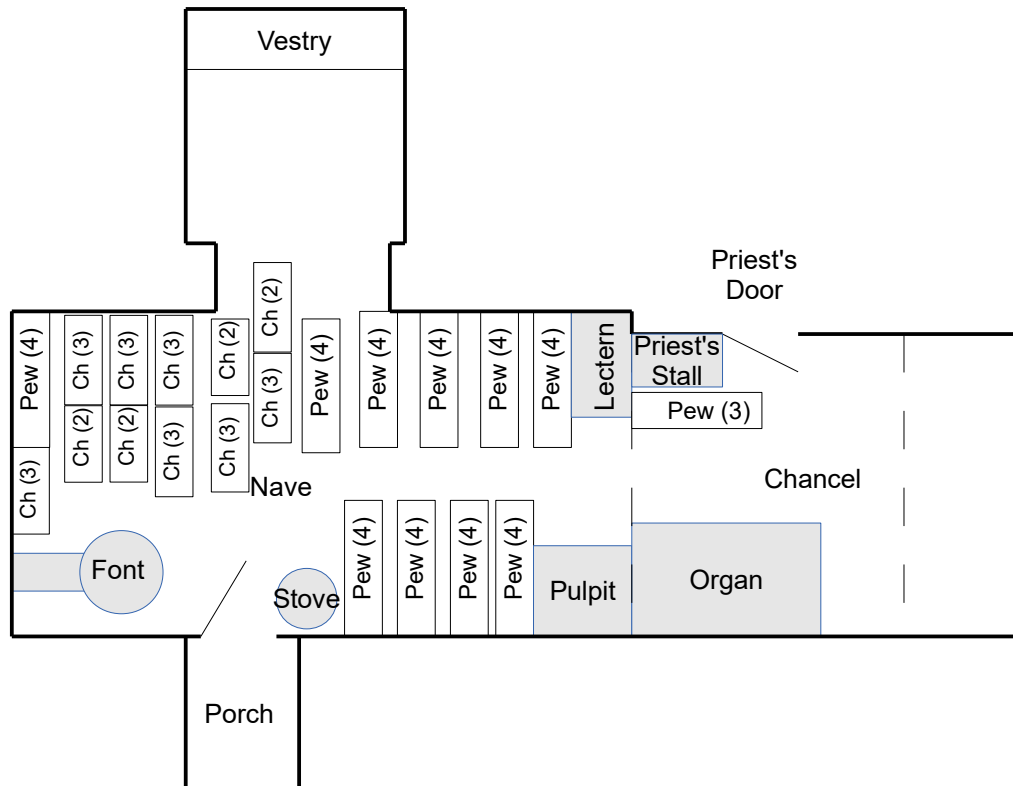 Vestry
Priest's
Door
Ch (2)
Pew (4)
Ch (3)
Ch (3)
Ch (3)
Ch (2)
Pew (4)
Pew (4)
Pew (4)
Pew (4)
Pew (4)
Lectern
Priest's
Stall
Ch (3)
Pew (3)
Ch (2)
Ch (2)
Ch (3)
Ch (3)
Ch (3)
Nave
Chancel
Pew (4)
Pew (4)
Pew (4)
Pew (4)
Font
Stove
Pulpit
Organ
Porch